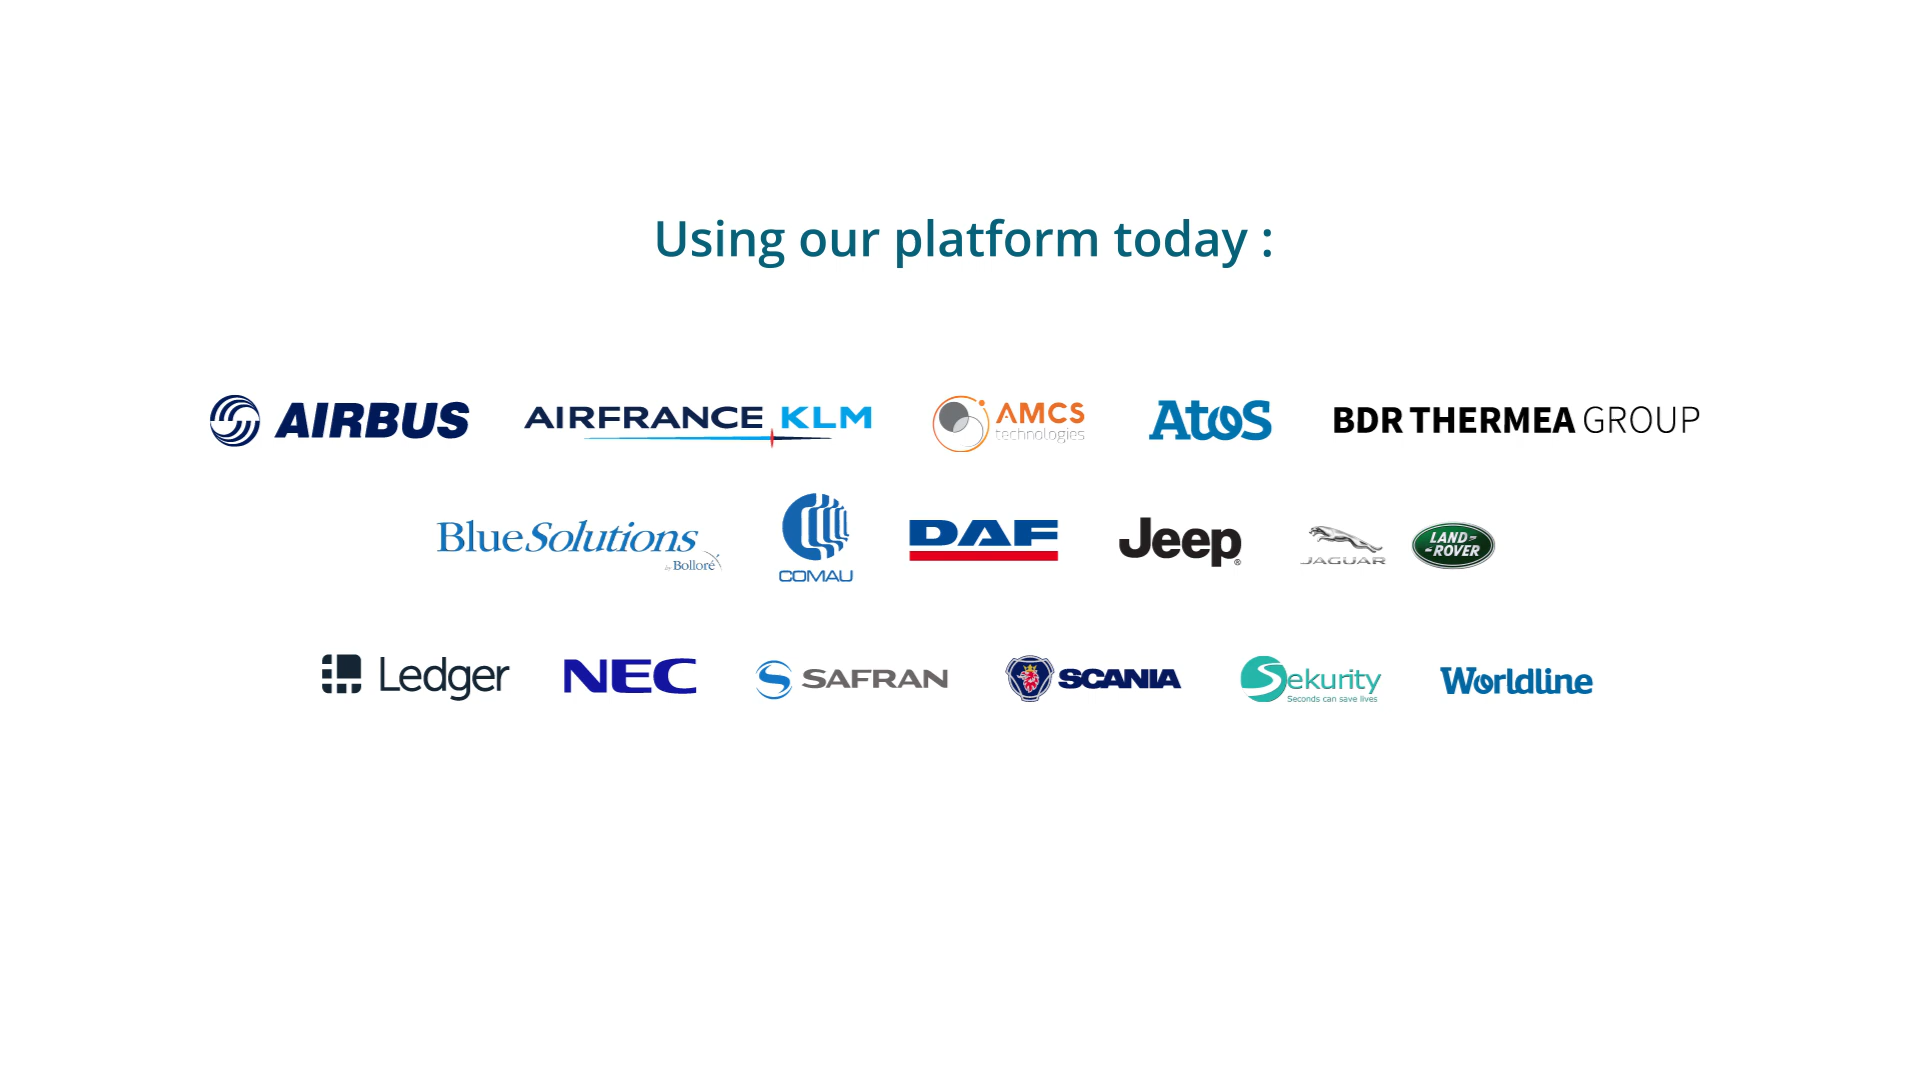 Using our platform today :
AIRBUS
AIRFRANCE KLM
AMCS
technologies
Atos
BDR THERMEA GROUP
BlueSolutions
by Bolloré
COMAU
DAF
Jeep®
JAGUAR
LAND-
-ROVER
Ledger
NEC
SAFRAN
SCANIA
Sekurity
Seconds can save lives
Worldline